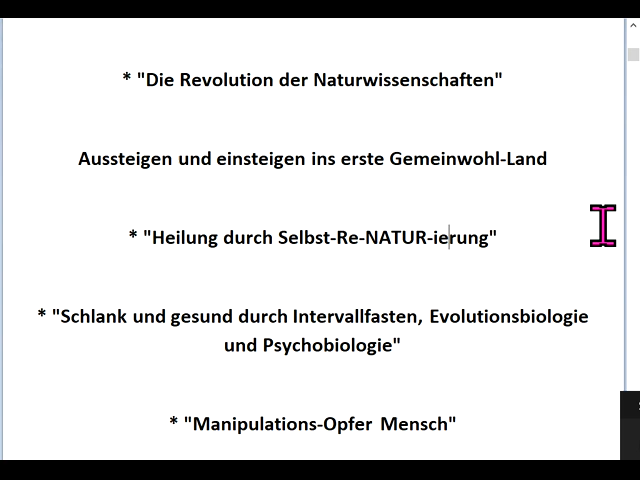 * "Die Revolution der Naturwissenschaften"
Aussteigen und einsteigen ins erste Gemeinwohl-Land
* "Heilung durch Selbst-Re-NATUR-ierung"
* "Schlank und gesund durch Intervallfasten, Evolutionsbiologie
und Psychobiologie"
* "Manipulations-Opfer Mensch"